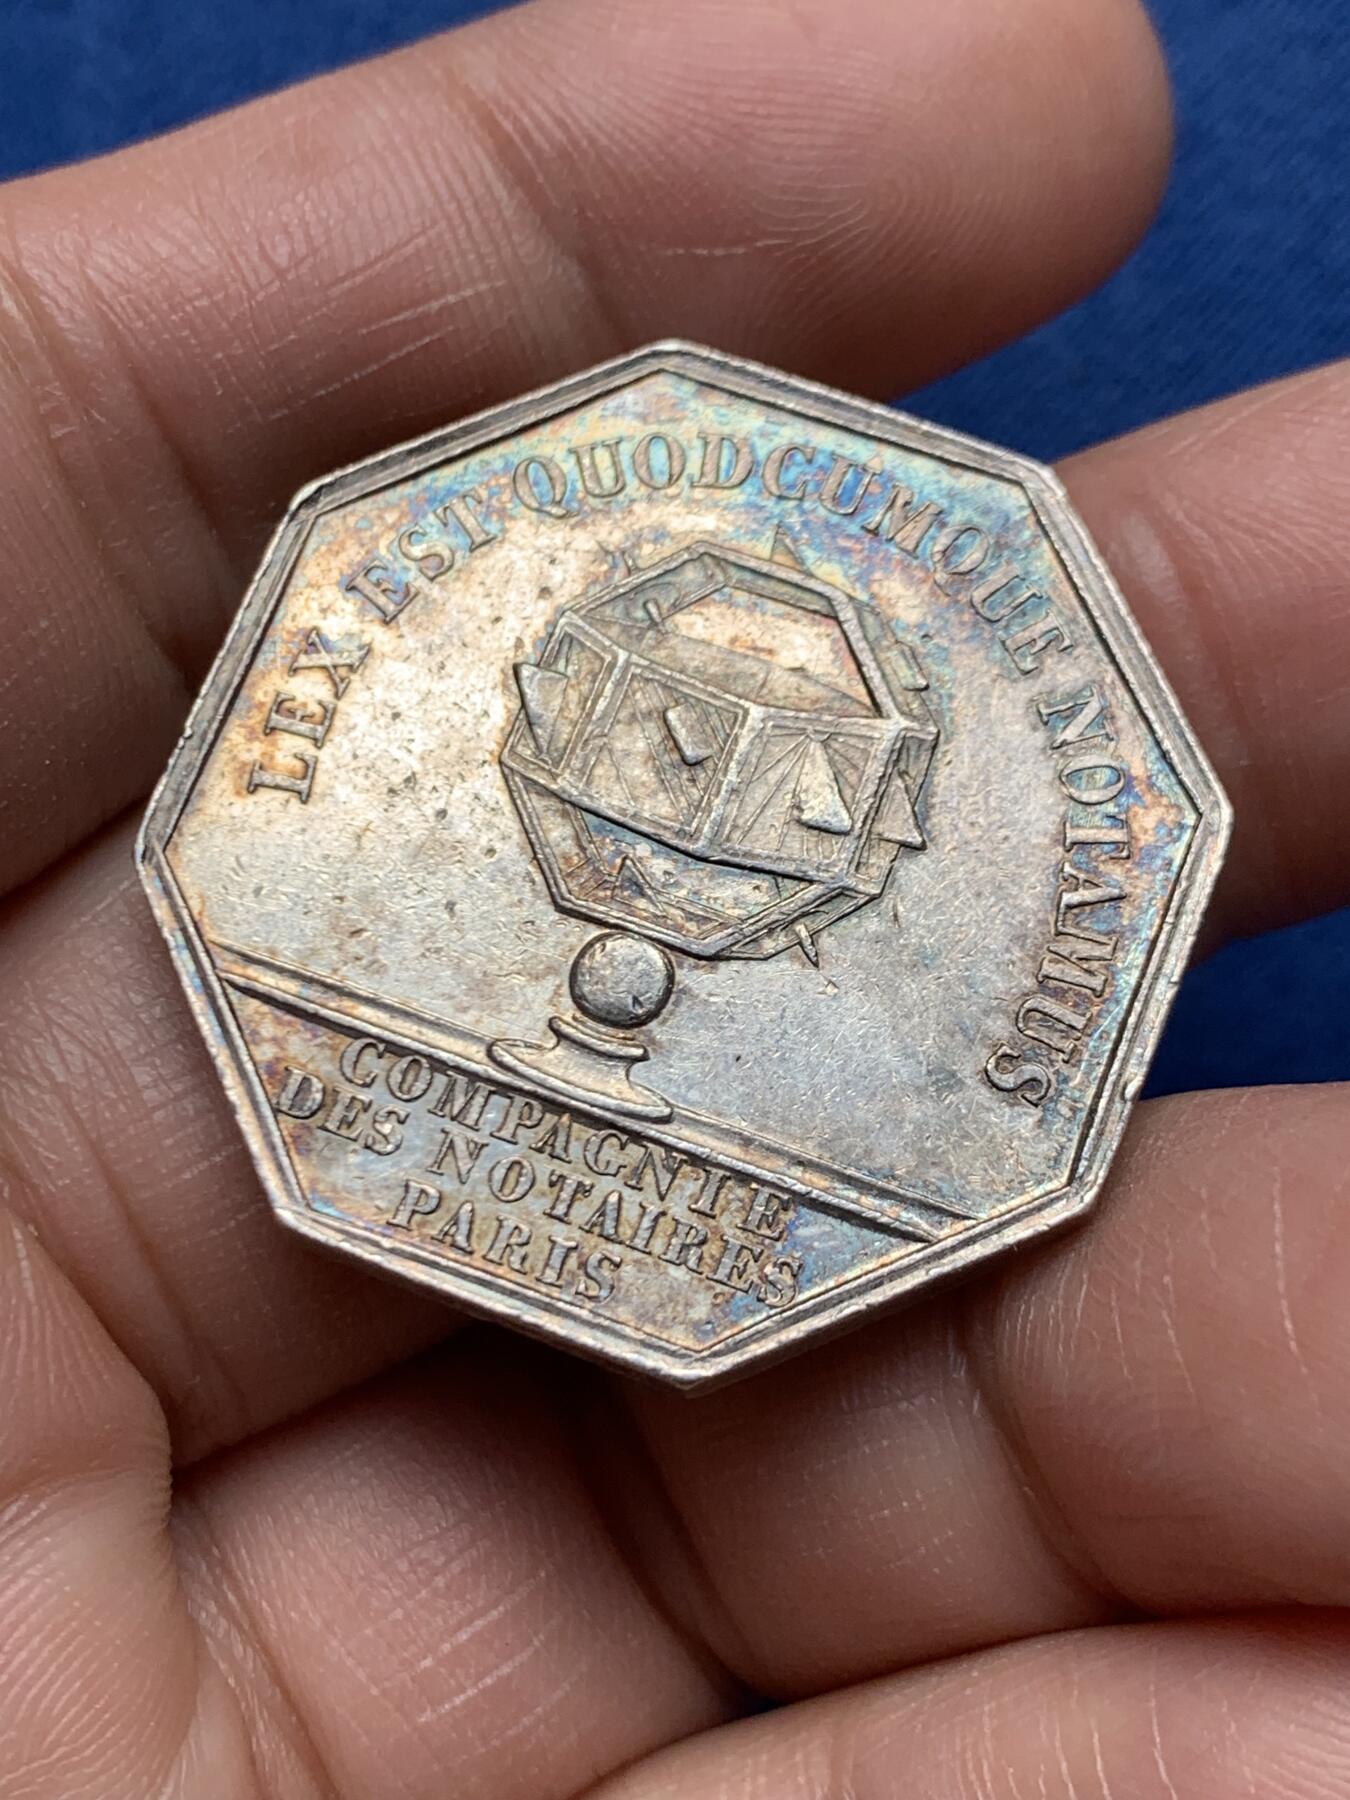 LEX EST QUODCUMQUE NOTAMUS
COMPAGNIE
DES NOTAIRES
PARIS